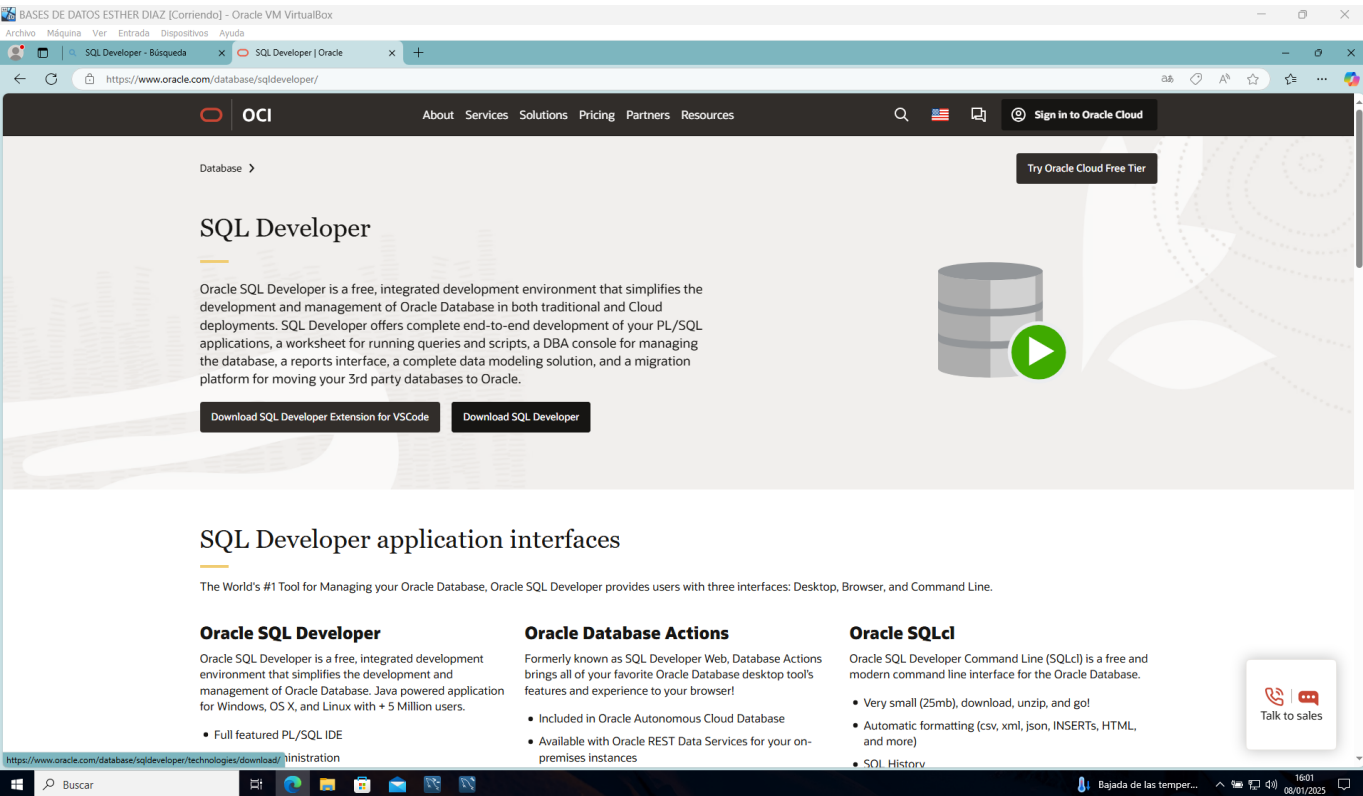 BASES DE DATOS ESTHER DIAZ [Corriendo] - Oracle VM VirtualBox
Archivo Máquina Ver Entrada Dispositivos Ayuda
SQL Developer - Búsqueda
SQL Developer | Oracle
https://www.oracle.com/database/sqldeveloper/
OCI
About Services Solutions Pricing Partners Resources
Sign in to Oracle Cloud
Database
Try Oracle Cloud Free Tier
SQL Developer
Oracle SQL Developer is a free, integrated development environment that simplifies the
development and management of Oracle Database in both traditional and Cloud
deployments. SQL Developer offers complete end-to-end development of your PL/SQL
applications, a worksheet for running queries and scripts, a DBA console for managing
the database, a reports interface, a complete data modeling solution, and a migration
platform for moving your 3rd party databases to Oracle.
Download SQL Developer Extension for VSCode
Download SQL Developer
SQL Developer application interfaces
The World's #1 Tool for Managing your Oracle Database, Oracle SQL Developer provides users with three interfaces: Desktop, Browser, and Command Line.
Oracle SQL Developer
Oracle SQL Developer is a free, integrated development
environment that simplifies the development and
management of Oracle Database. Java powered application
for Windows, OS X, and Linux with + 5 Million users.
• Full featured PL/SQL IDE
inistration
Oracle Database Actions
Formerly known as SQL Developer Web, Database Actions
brings all of your favorite Oracle Database desktop tool's
features and experience to your browser!
• Included in Oracle Autonomous Cloud Database
• Available with Oracle REST Data Services for your on-
premises instances
Oracle SQLcl
Oracle SQL Developer Command Line (SQLcl) is a free and
modern command line interface for the Oracle Database.
• Very small (25mb), download, unzip, and go!
• Automatic formatting (csv, xml, json, INSERTs, HTML,
and more)
• SQL History
Talk to sales
https://www.oracle.com/database/sqldeveloper/technologies/download/
Buscar
Bajada de las temper...
16:01
08/01/2025